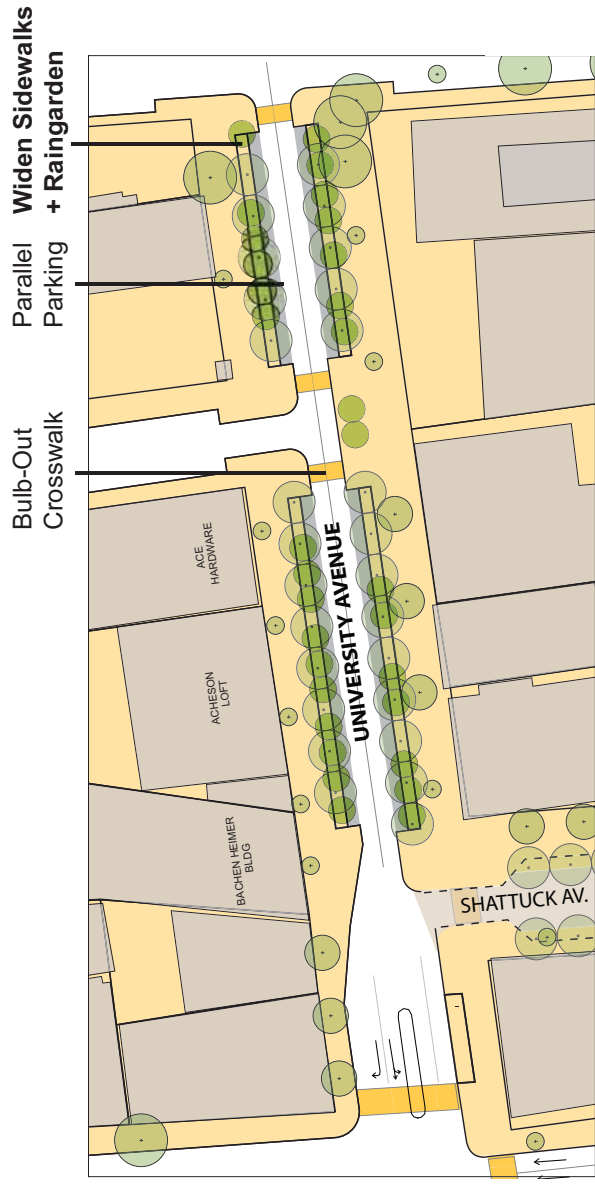 Widen Sidewalks
+ Raingarden
Parallel
Parking
Bulb-Out
Crosswalk
ACE
HARDWARE
ACHESON
LOFT
BACHEN HEIMER
BLDG
UNIVERSITY AVENUE
SHATTUCK AV.